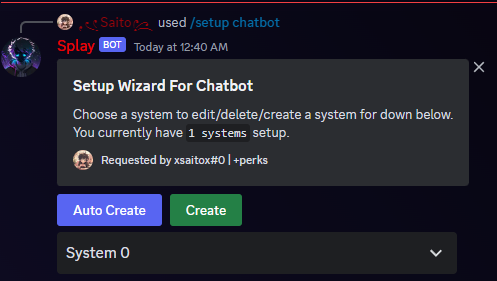 Saito used /setup chatbot
Splay BOT Today at 12:40 AM
Setup Wizard For Chatbot
Choose a system to edit/delete/create a system for down below.
You currently have 1 systems setup.
Requested by xsaitox#0 | +perks
Auto Create
Create
System 0